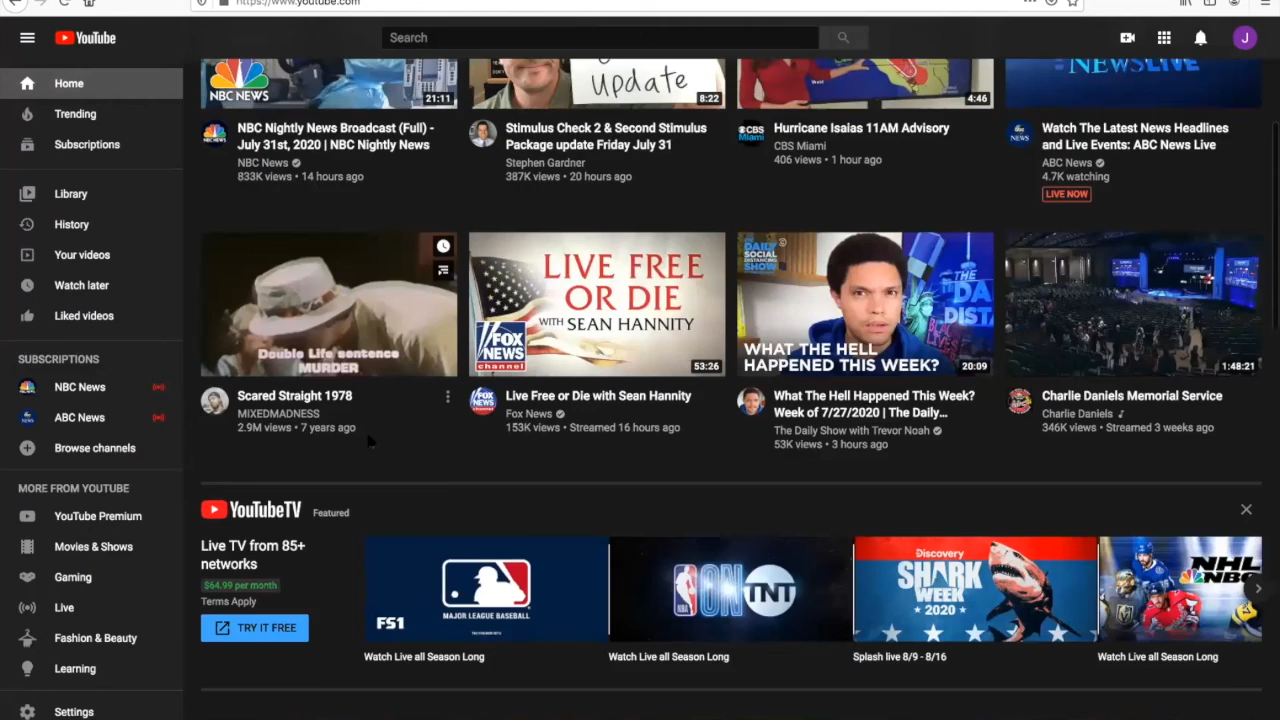 https://www.youtube.com
YouTube
Search
J
Home
Trending
Subscriptions
Library
History
Your videos
Watch later
Liked videos
SUBSCRIPTIONS
NBC News
ABC News
Browse channels
MORE FROM YOUTUBE
YouTube Premium
Movies & Shows
Gaming
Live
Fashion & Beauty
Learning
Settings
NBC NEWS
21:11
NBC Nightly News Broadcast (Full) -
July 31st, 2020 | NBC Nightly News
NBC News
833K views • 14 hours ago
update
8:22
Stimulus Check 2 & Second Stimulus
Package update Friday July 31
Stephen Gardner
387K views • 20 hours ago
4:46
CBS
Miami
Hurricane Isaias 11AM Advisory
CBS Miami
406 views • 1 hour ago
NEWS LIVE
abc
NEWS
Watch The Latest News Headlines
and Live Events: ABC News Live
ABC News
4.7K watching
LIVE NOW
Double Life sentence
MURDER
Scared Straight 1978
MIXEDMADNESS
2.9M views • 7 years ago
LIVE FREE
OR DIE
WITH SEAN HANNITY
FOX
NEWS
channel
53:26
Live Free or Die with Sean Hannity
Fox News
153K views • Streamed 16 hours ago
THE DAILY
SOCIAL
DISTANCING
SHOW
THE
DA
DIST
WHAT THE HELL
HAPPENED THIS WEEK?
20:09
What The Hell Happened This Week?
Week of 7/27/2020 | The Daily...
The Daily Show with Trevor Noah
53K views • 3 hours ago
1:48:21
Charlie Daniels Memorial Service
Charlie Daniels
346K views • Streamed 3 weeks ago
YouTubeTV
Featured
Live TV from 85+
networks
$64.99 per month
Terms Apply
TRY IT FREE
FS1
MAJOR LEAGUE BASEBALL
Watch Live all Season Long
NBA
ON
TNT
Watch Live all Season Long
Discovery
SHARK
WEEK
• 2020 •
Splash live 8/9 - 8/16
NHL
NBC
Watch Live all Season Long